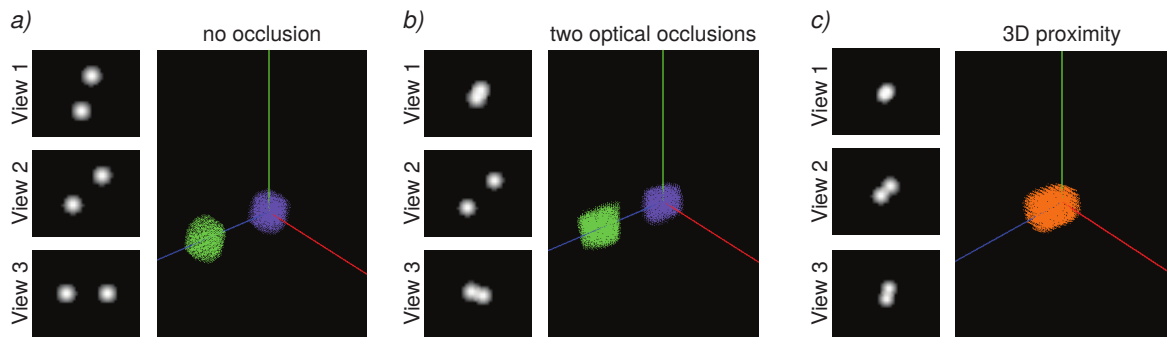 a)
no occlusion
View 1
View 2
View 3
b)
two optical occlusions
View 1
View 2
View 3
c)
3D proximity
View 1
View 2
View 3